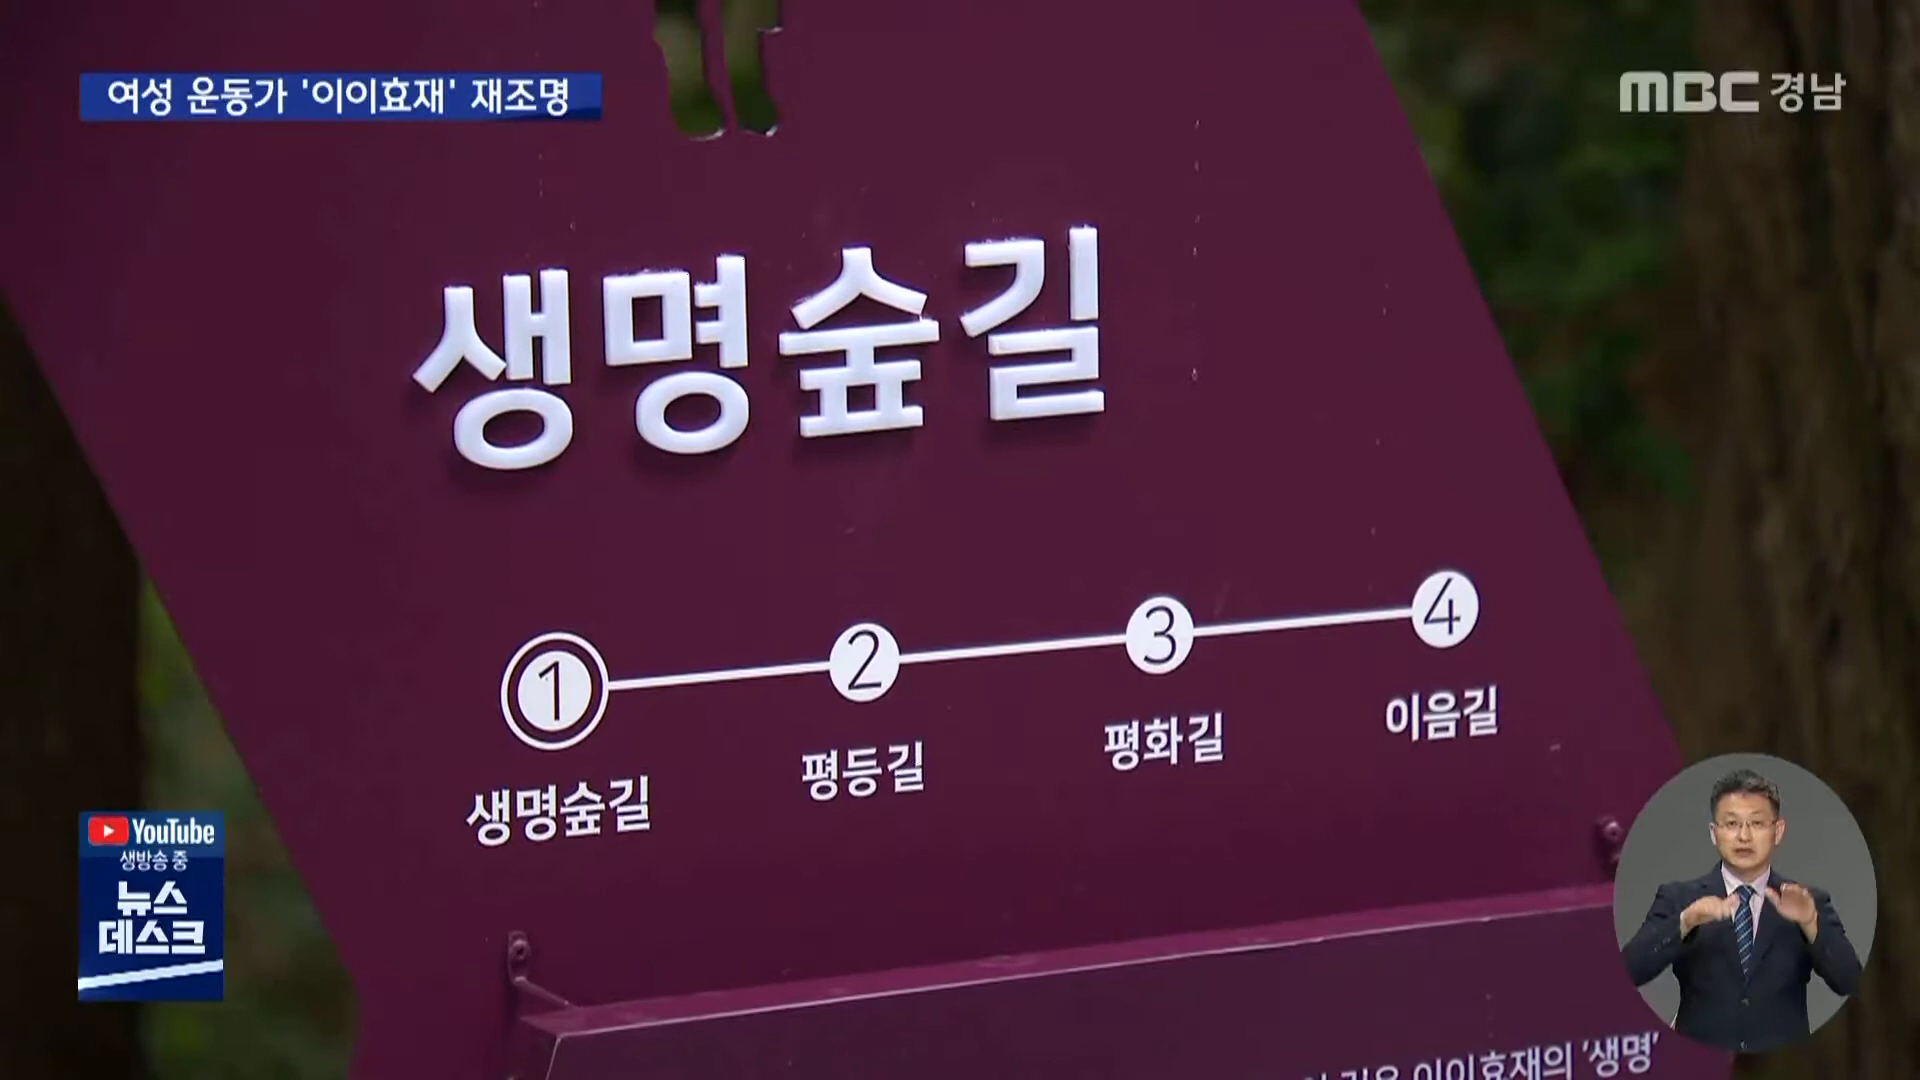 여성 운동가 '이이효재' 재조명
MBC 경남
생명숲길
1 2 3 4
생명숲길 평등길 평화길 이음길
YouTube
생방송 중
뉴스
데스크
길은 이이효재의 '생명'